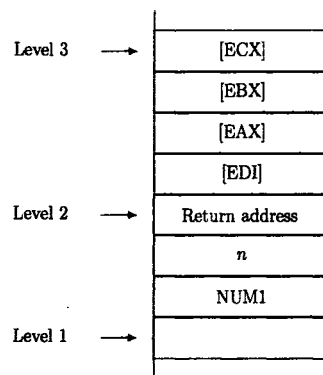 Level 3 [ECX]
[EBX]
[EAX]
[EDI]
Level 2 Return address
n
NUM1
Level 1